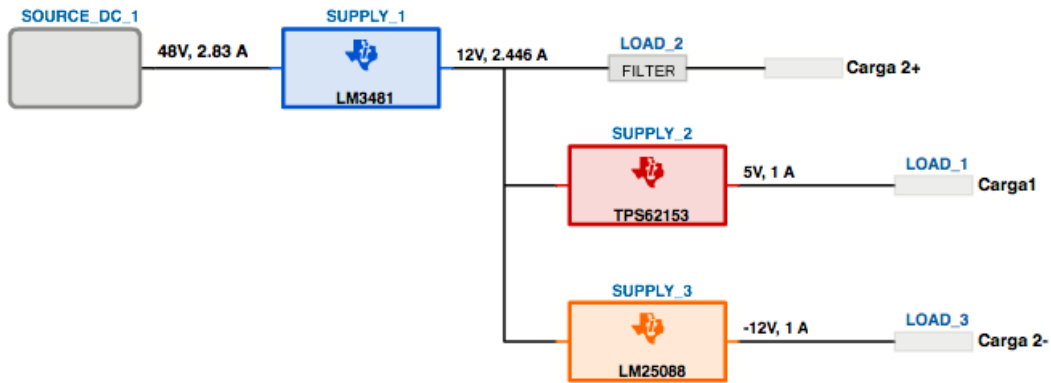 SOURCE_DC_1
SUPPLY_1
48V, 2.83 A
LM3481
12V, 2.446 A
LOAD_2
FILTER
Carga 2+
SUPPLY_2
TPS62153
5V, 1 A
LOAD_1
Carga1
SUPPLY_3
LM25088
-12V, 1 A
LOAD_3
Carga 2-